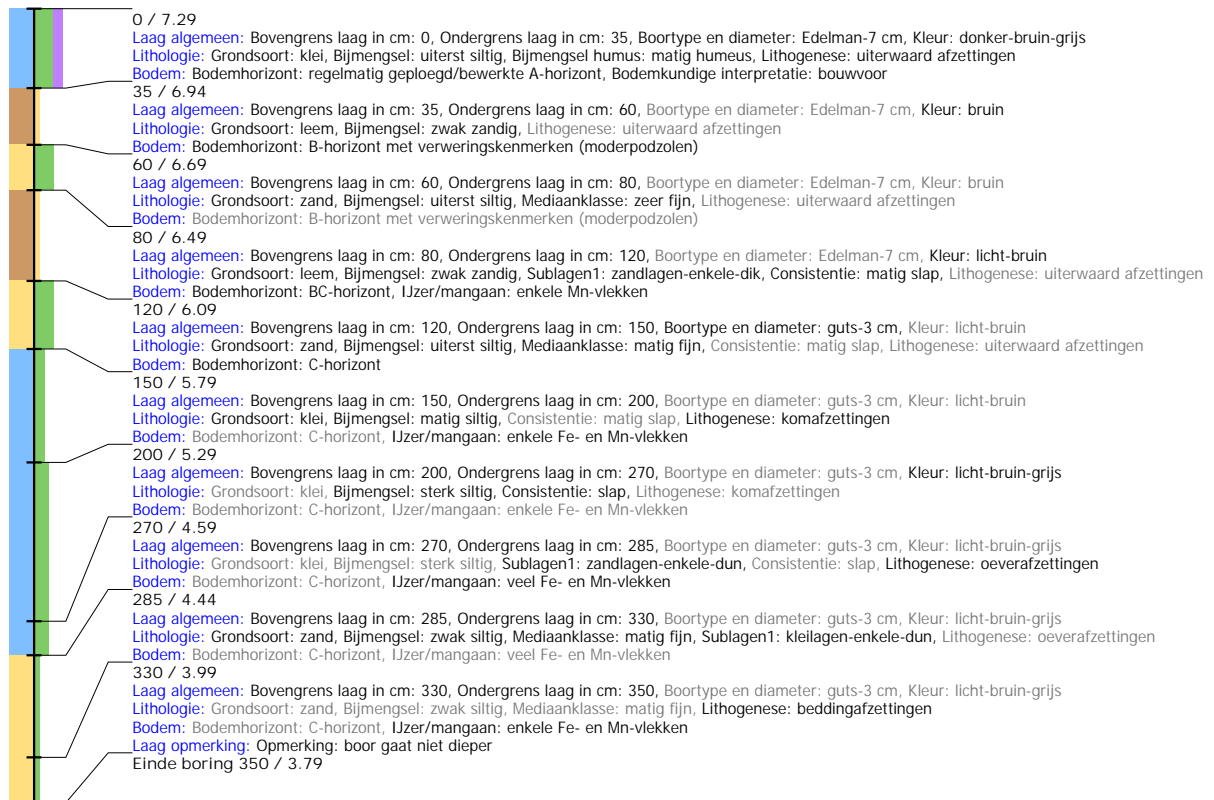 0 / 7.29
Laag algemeen: Bovengrens laag in cm: 0, Ondergrens laag in cm: 35, Boortype en diameter: Edelman-7 cm, Kleur: donker-bruin-grijs
Lithologie: Grondsoort: klei, Bijmengsel: uiterst siltig, Bijmengsel humus: matig humeus, Lithogenese: uiterwaard afzettingen
Bodem: Bodemhorizont: regelmatig geploegd/bewerkte A-horizont, Bodemkundige interpretatie: bouwvoor
35 / 6.94
Laag algemeen: Bovengrens laag in cm: 35, Ondergrens laag in cm: 60, Boortype en diameter: Edelman-7 cm, Kleur: bruin
Lithologie: Grondsoort: leem, Bijmengsel: zwak zandig, Lithogenese: uiterwaard afzettingen
Bodem: Bodemhorizont: B-horizont met verweringskenmerken (moderpodzolen)
60 / 6.69
Laag algemeen: Bovengrens laag in cm: 60, Ondergrens laag in cm: 80, Boortype en diameter: Edelman-7 cm, Kleur: bruin
Lithologie: Grondsoort: zand, Bijmengsel: uiterst siltig, Mediaanklasse: zeer fijn, Lithogenese: uiterwaard afzettingen
Bodem: Bodemhorizont: B-horizont met verweringskenmerken (moderpodzolen)
80 / 6.49
Laag algemeen: Bovengrens laag in cm: 80, Ondergrens laag in cm: 120, Boortype en diameter: Edelman-7 cm, Kleur: licht-bruin
Lithologie: Grondsoort: leem, Bijmengsel: zwak zandig, Sublagen1: zandlagen-enkele-dik, Consistentie: matig slap, Lithogenese: uiterwaard afzettingen
Bodem: Bodemhorizont: BC-horizont, IJzer/mangaan: enkele Mn-vlekken
120 / 6.09
Laag algemeen: Bovengrens laag in cm: 120, Ondergrens laag in cm: 150, Boortype en diameter: guts-3 cm, Kleur: licht-bruin
Lithologie: Grondsoort: zand, Bijmengsel: uiterst siltig, Mediaanklasse: matig fijn, Consistentie: matig slap, Lithogenese: uiterwaard afzettingen
Bodem: Bodemhorizont: C-horizont
150 / 5.79
Laag algemeen: Bovengrens laag in cm: 150, Ondergrens laag in cm: 200, Boortype en diameter: guts-3 cm, Kleur: licht-bruin
Lithologie: Grondsoort: klei, Bijmengsel: matig siltig, Consistentie: matig slap, Lithogenese: komafzettingen
Bodem: Bodemhorizont: C-horizont, IJzer/mangaan: enkele Fe- en Mn-vlekken
200 / 5.29
Laag algemeen: Bovengrens laag in cm: 200, Ondergrens laag in cm: 270, Boortype en diameter: guts-3 cm, Kleur: licht-bruin-grijs
Lithologie: Grondsoort: klei, Bijmengsel: sterk siltig, Consistentie: slap, Lithogenese: komafzettingen
Bodem: Bodemhorizont: C-horizont, IJzer/mangaan: enkele Fe- en Mn-vlekken
270 / 4.59
Laag algemeen: Bovengrens laag in cm: 270, Ondergrens laag in cm: 285, Boortype en diameter: guts-3 cm, Kleur: licht-bruin-grijs
Lithologie: Grondsoort: klei, Bijmengsel: sterk siltig, Sublagen1: zandlagen-enkele-dun, Consistentie: slap, Lithogenese: oeverafzettingen
Bodem: Bodemhorizont: C-horizont, IJzer/mangaan: veel Fe- en Mn-vlekken
285 / 4.44
Laag algemeen: Bovengrens laag in cm: 285, Ondergrens laag in cm: 330, Boortype en diameter: guts-3 cm, Kleur: licht-bruin-grijs
Lithologie: Grondsoort: zand, Bijmengsel: zwak siltig, Mediaanklasse: matig fijn, Sublagen1: kleilagen-enkele-dun, Lithogenese: oeverafzettingen
Bodem: Bodemhorizont: C-horizont, IJzer/mangaan: veel Fe- en Mn-vlekken
330 / 3.99
Laag algemeen: Bovengrens laag in cm: 330, Ondergrens laag in cm: 350, Boortype en diameter: guts-3 cm, Kleur: licht-bruin-grijs
Lithologie: Grondsoort: zand, Bijmengsel: zwak siltig, Mediaanklasse: matig fijn, Lithogenese: beddingafzettingen
Bodem: Bodemhorizont: C-horizont, IJzer/mangaan: enkele Fe- en Mn-vlekken
Laag opmerking: Opmerking: boor gaat niet dieper
Einde boring 350 / 3.79